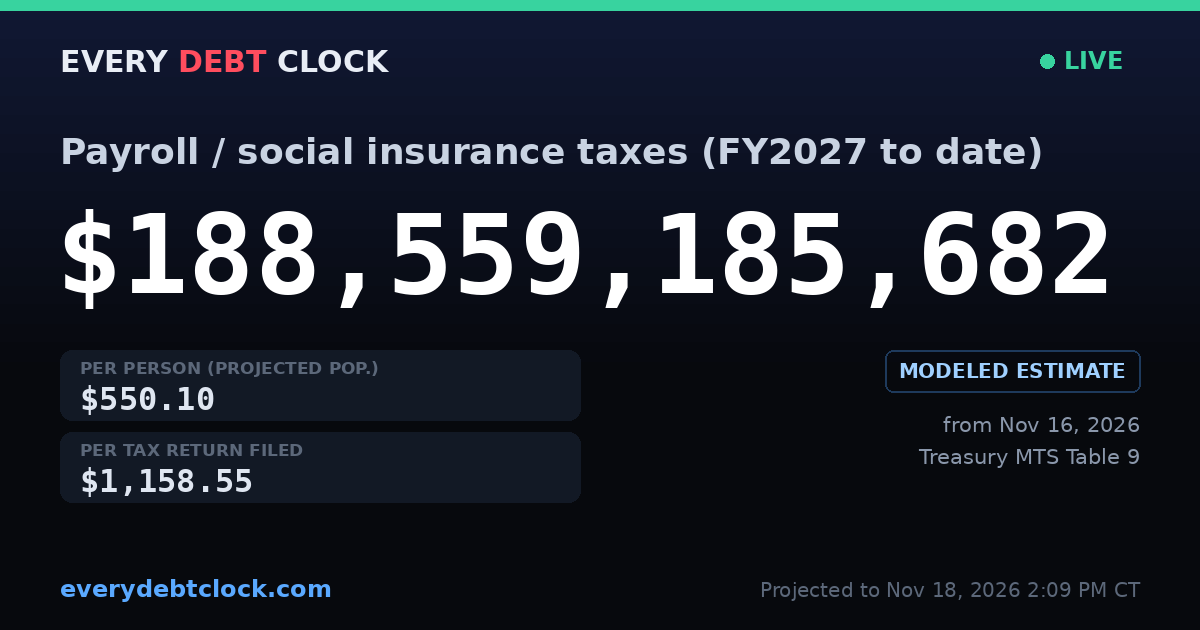 EVERY DEBT CLOCK
LIVE
Payroll / social insurance taxes (FY2027 to date)
$188,559,185,682
PER PERSON (PROJECTED POP.)
$550.10
PER TAX RETURN FILED
$1,158.55
MODELED ESTIMATE
from Nov 16, 2026
Treasury MTS Table 9
everydebtclock.com
Projected to Nov 18, 2026 2:09 PM CT